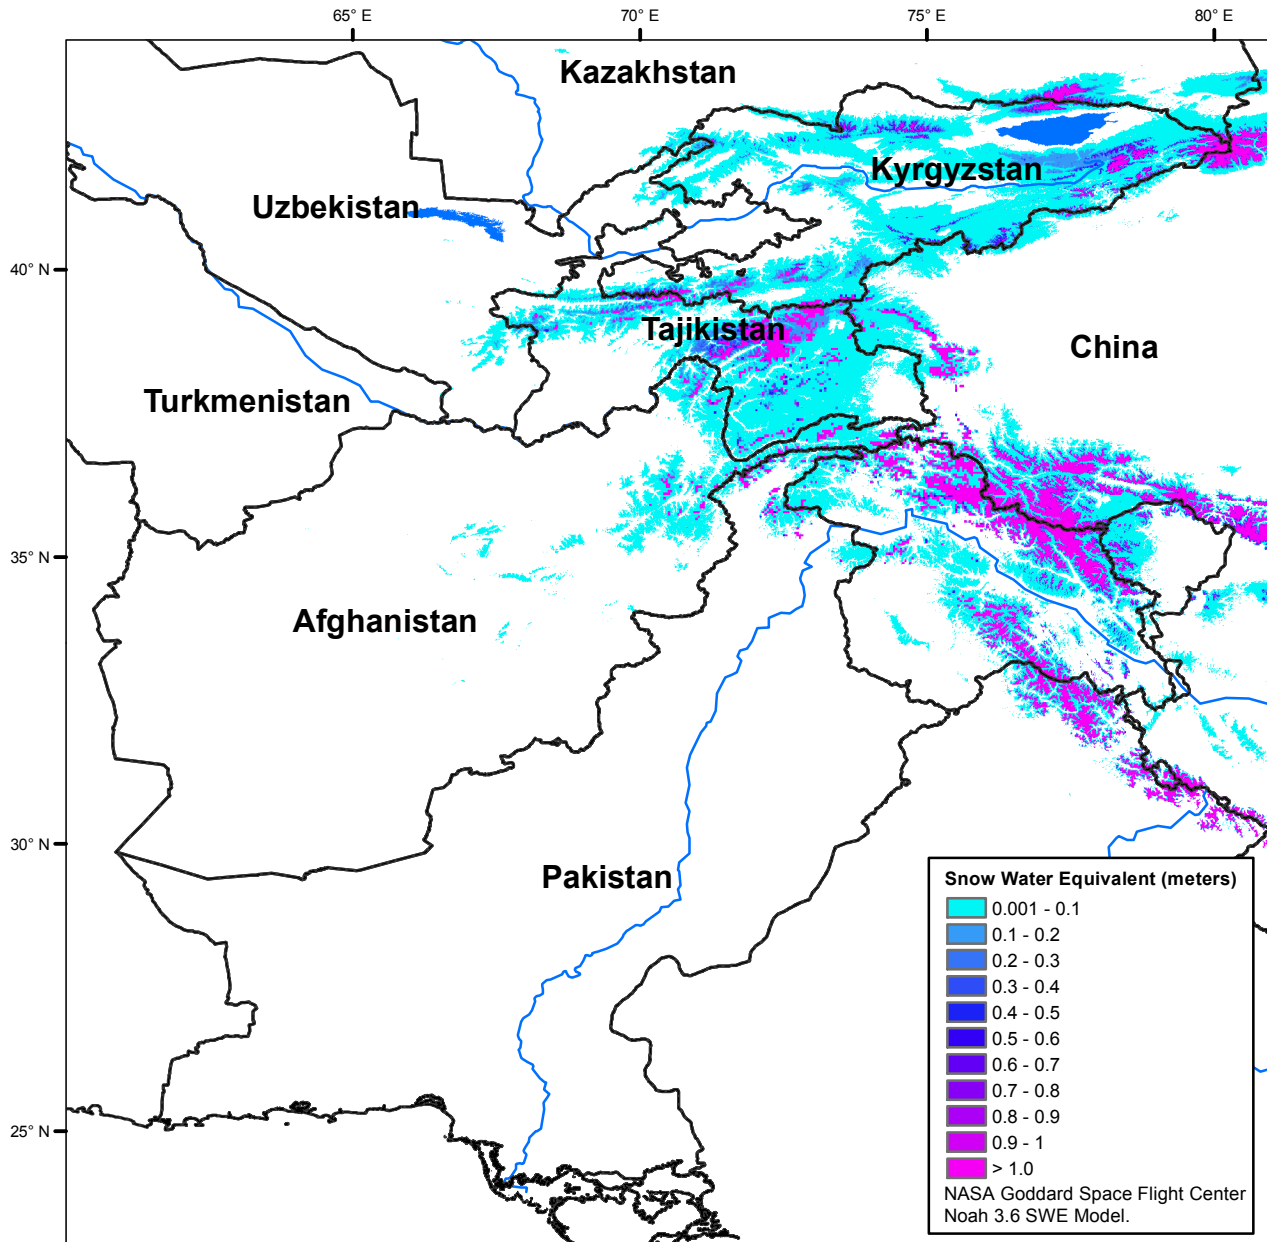 65° E
70° E
75° E
80° E
Kazakhstan
Kyrgyzstan
Uzbekistan
40° N
Tajikistan
China
Turkmenistan
35° N
Afghanistan
30° N
Pakistan
25° N
Snow Water Equivalent (meters)
0.001 - 0.1
0.1 - 0.2
0.2 - 0.3
0.3 - 0.4
0.4 - 0.5
0.5 - 0.6
0.6 - 0.7
0.7 - 0.8
0.8 - 0.9
0.9 - 1
> 1.0
NASA Goddard Space Flight Center
Noah 3.6 SWE Model.